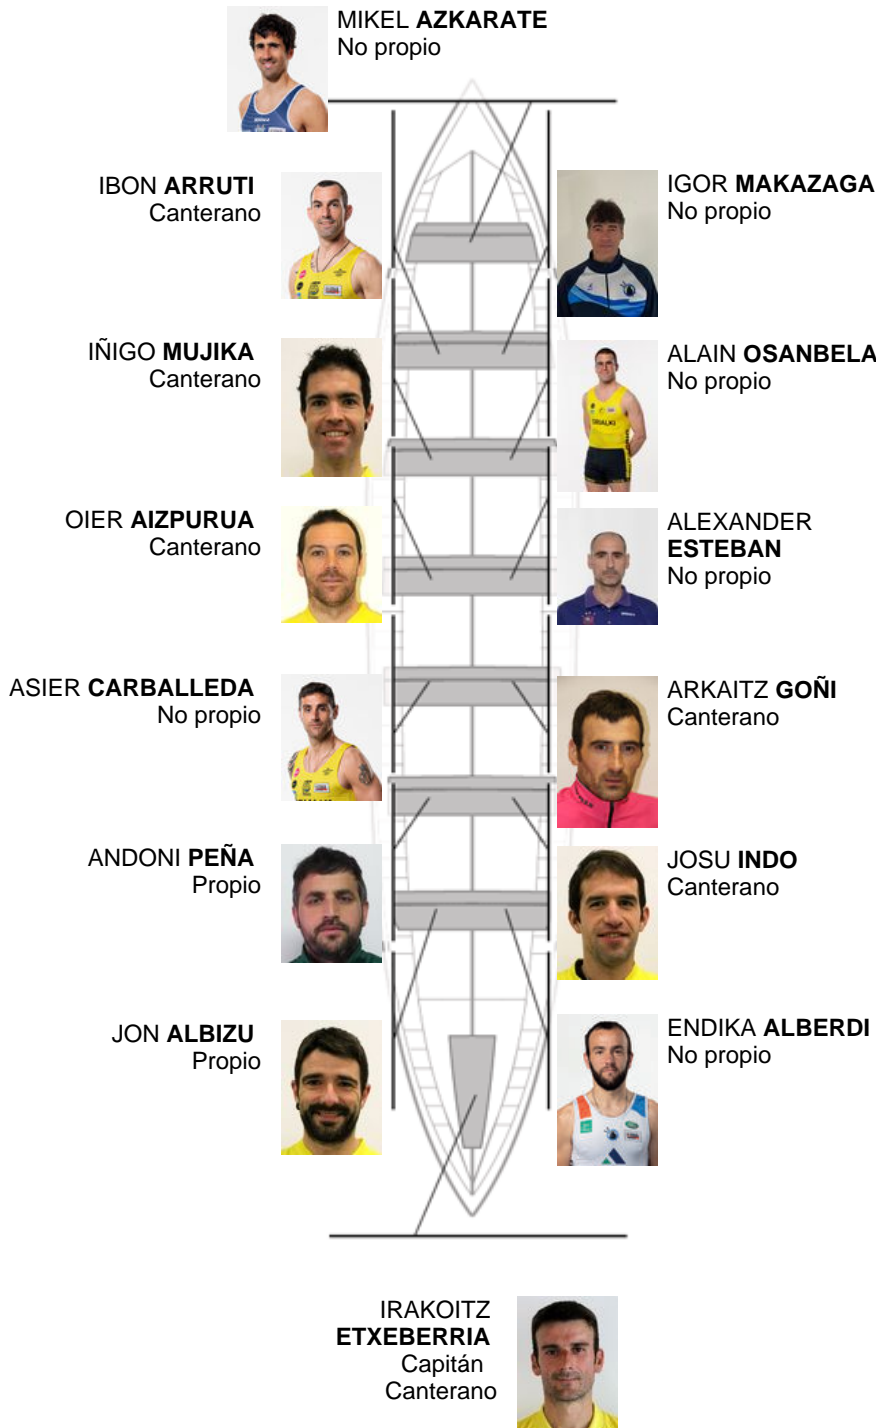 MIKEL AZKARATE
No propio
IBON ARRUTI
Canterano
IGOR MAKAZAGA
No propio
IÑIGO MUJIKA
Canterano
ALAIN OSANBELA
No propio
OIER AIZPURUA
Canterano
ALEXANDER
ESTEBAN
No propio
ASIER CARBALLEDA
No propio
ARKAITZ GOÑI
Canterano
ANDONI PEÑA
Propio
JOSU INDO
Canterano
JON ALBIZU
Propio
ENDIKA ALBERDI
No propio
IRAKOITZ
ETXEBERRIA
Capitán
Canterano